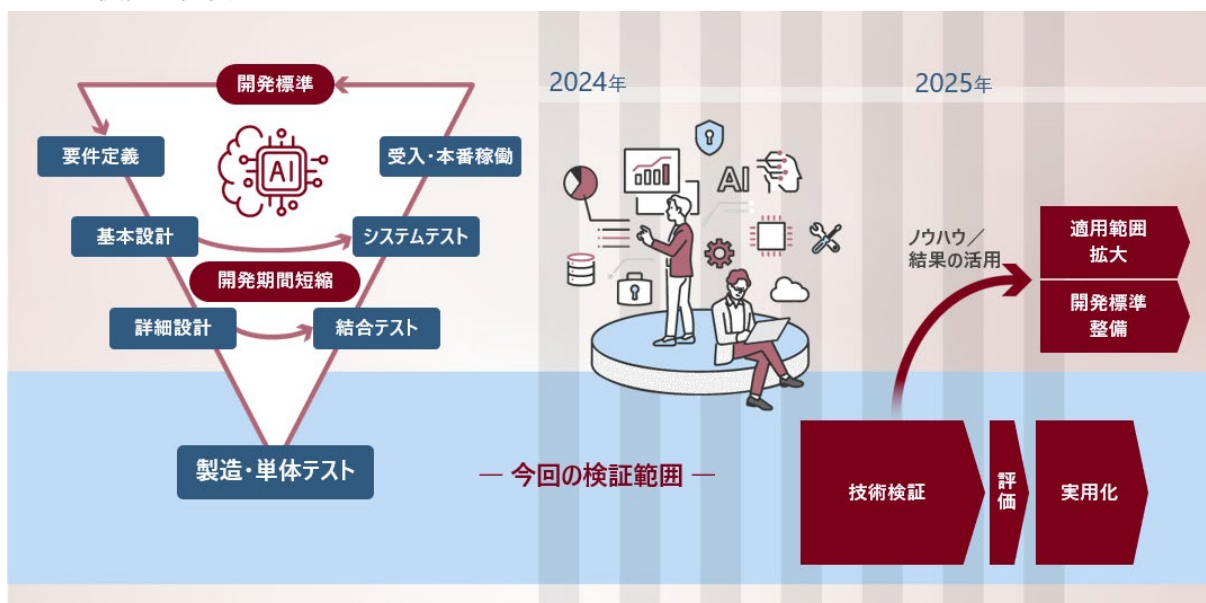 開発標準
要件定義
AI
受入・本番稼働
基本設計
システムテスト
開発期間短縮
詳細設計
結合テスト
製造・単体テスト
2024年
2025年
AI
ノウハウ／
結果の活用
適用範囲
拡大
開発標準
整備
― 今回の検証範囲 ―
技術検証
評
価
実用化